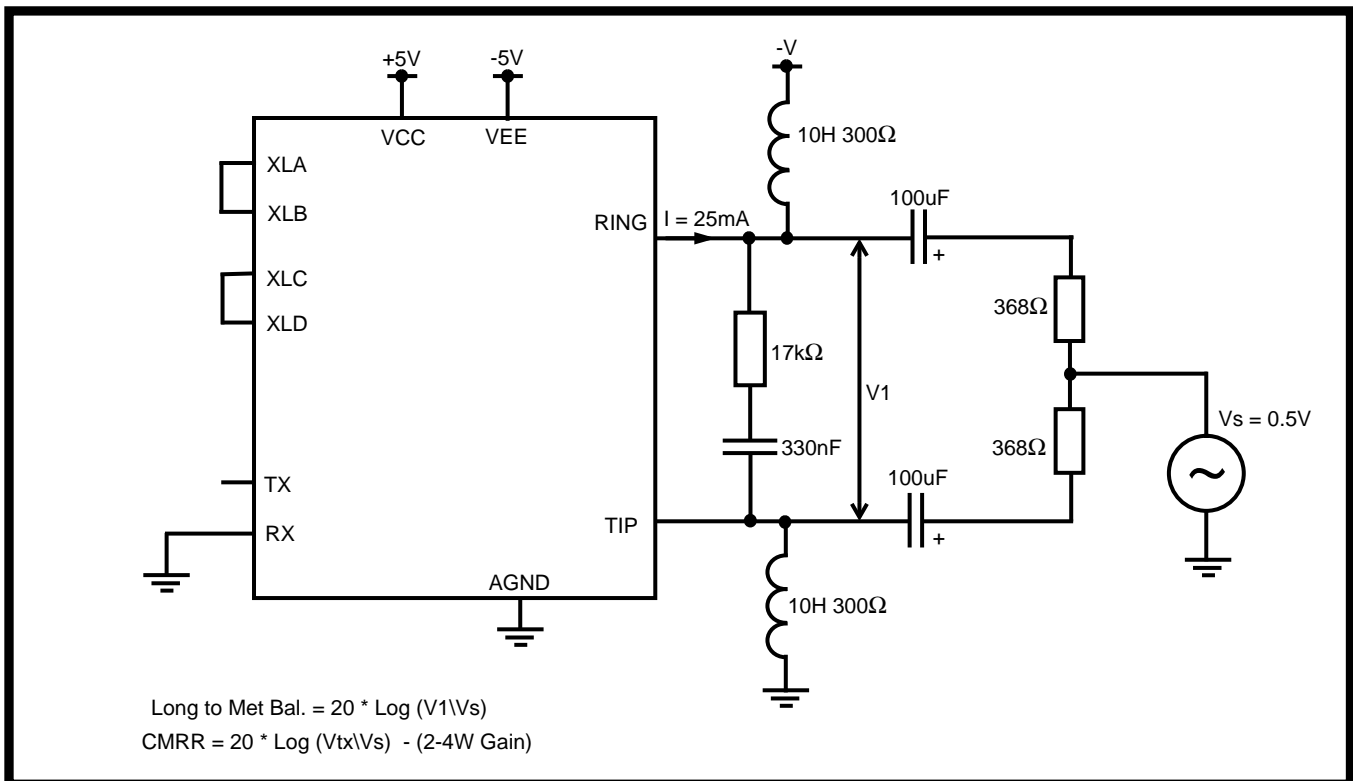 +5V
-5V
-V
VCC
VEE
10H 300Ω
XLA
XLB
100uF
RING
I = 25mA
+
XLC
XLD
368Ω
17kΩ
V1
Vs = 0.5V
330nF
368Ω
100uF
TX
RX
TIP
+
AGND
10H 300Ω
Long to Met Bal. = 20 * Log (V1\Vs)
CMRR = 20 * Log (Vtx\Vs) - (2-4W Gain)